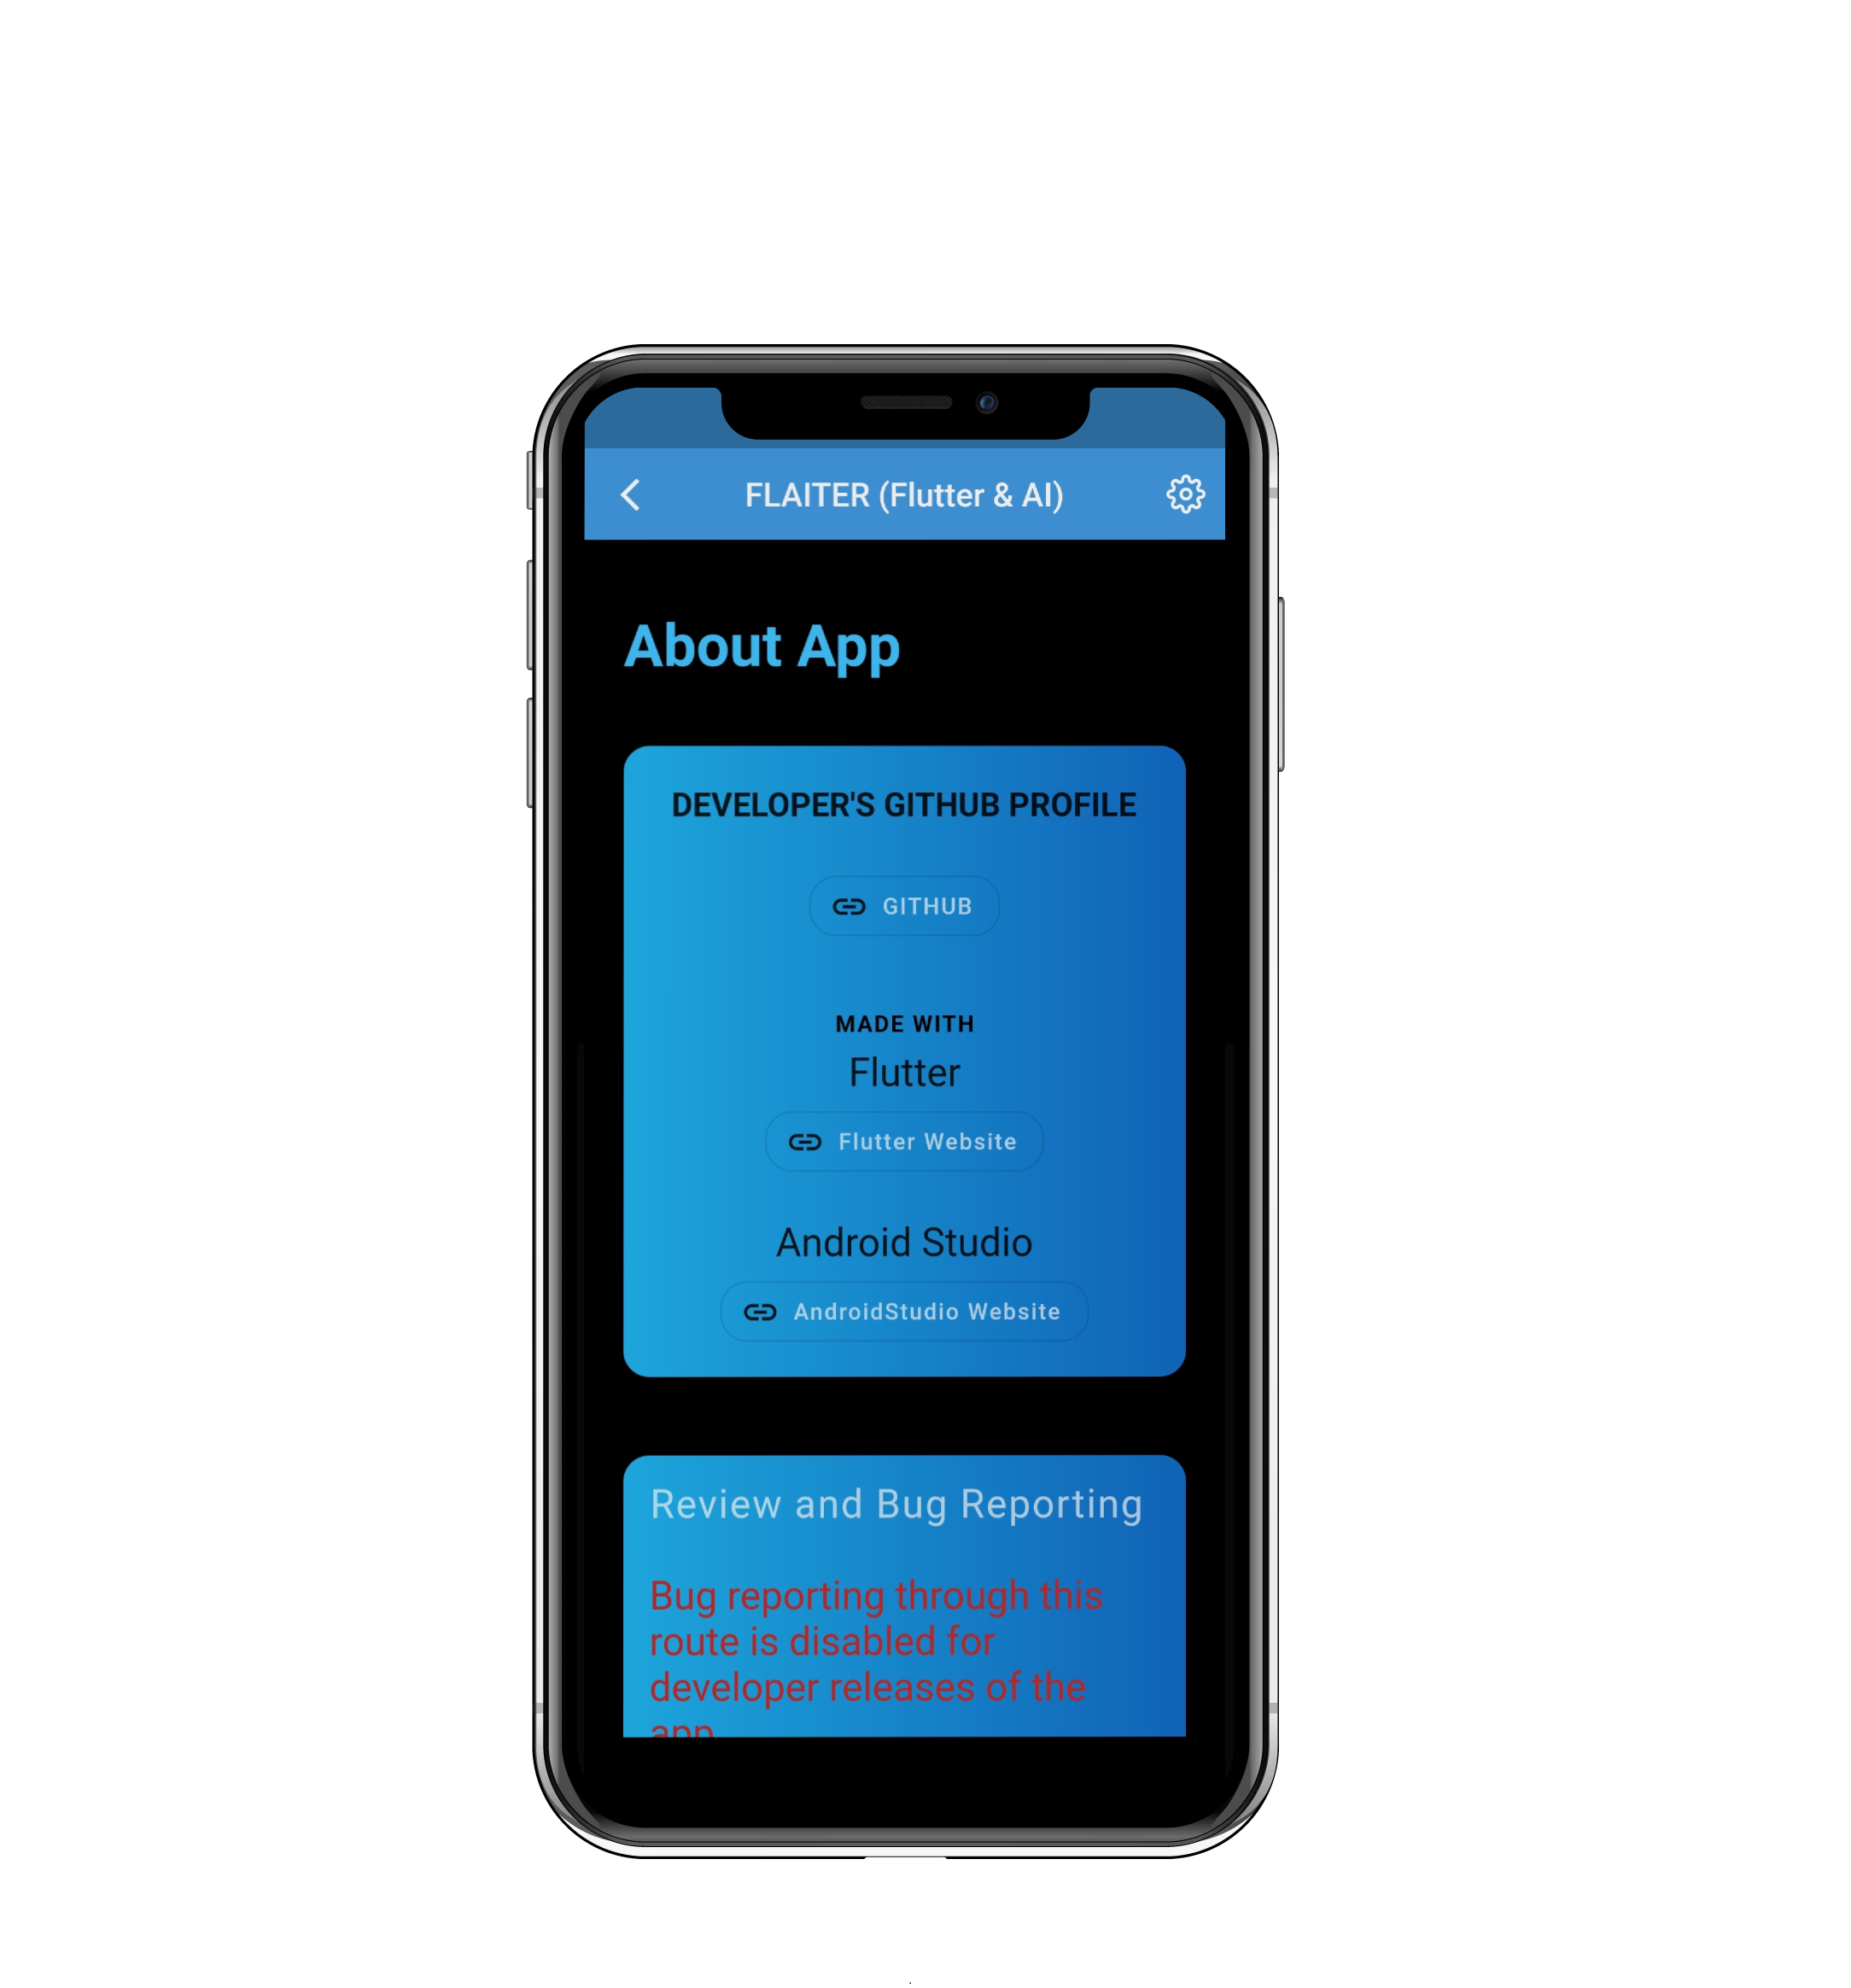 FLAITER (Flutter & AI)
About App
DEVELOPER'S GITHUB PROFILE
GITHUB
MADE WITH
Flutter
Flutter Website
Android Studio
AndroidStudio Website
Review and Bug Reporting
Bug reporting through this
route is disabled for
developer releases of the
app